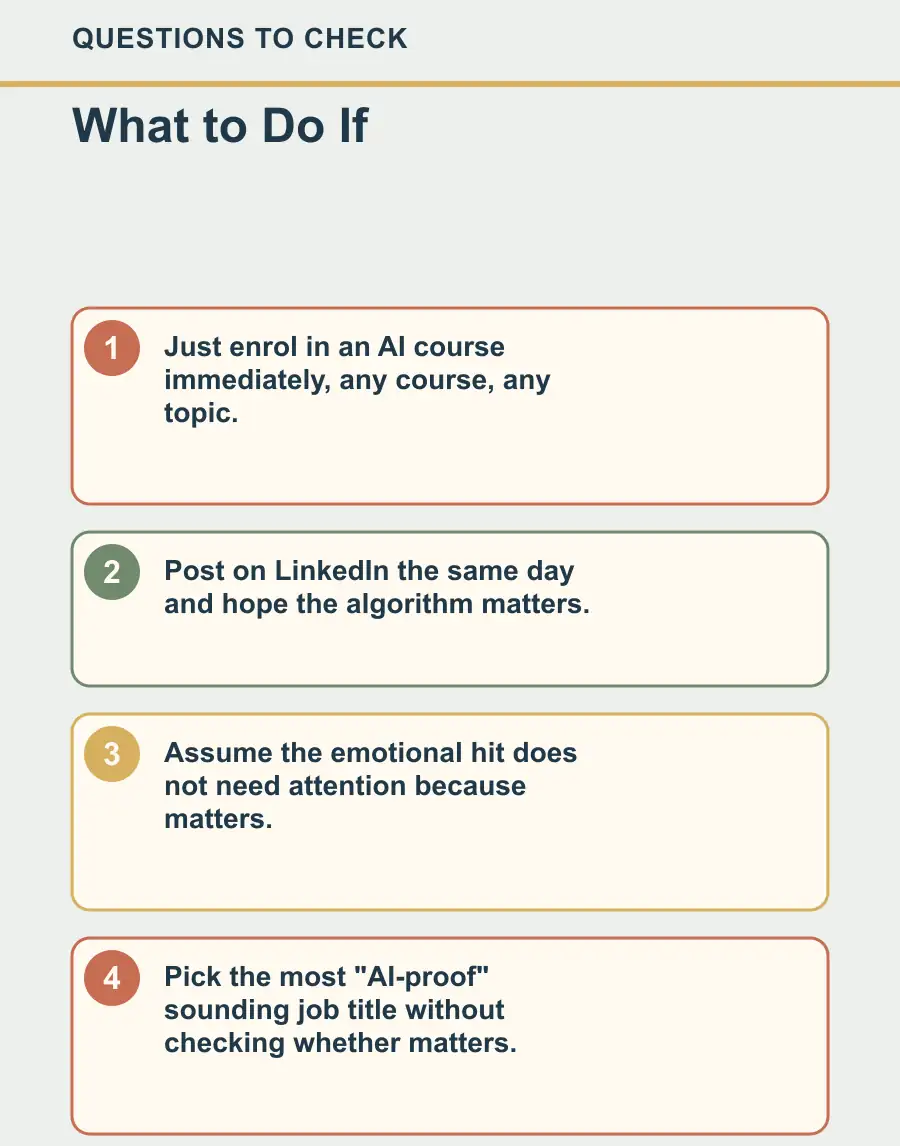 QUESTIONS TO CHECK
What to Do If
1
Just enrol in an AI course
immediately, any course, any
topic.
2
Post on LinkedIn the same day
and hope the algorithm matters.
3
Assume the emotional hit does
not need attention because
matters.
4
Pick the most "AI-proof"
sounding job title without
checking whether matters.